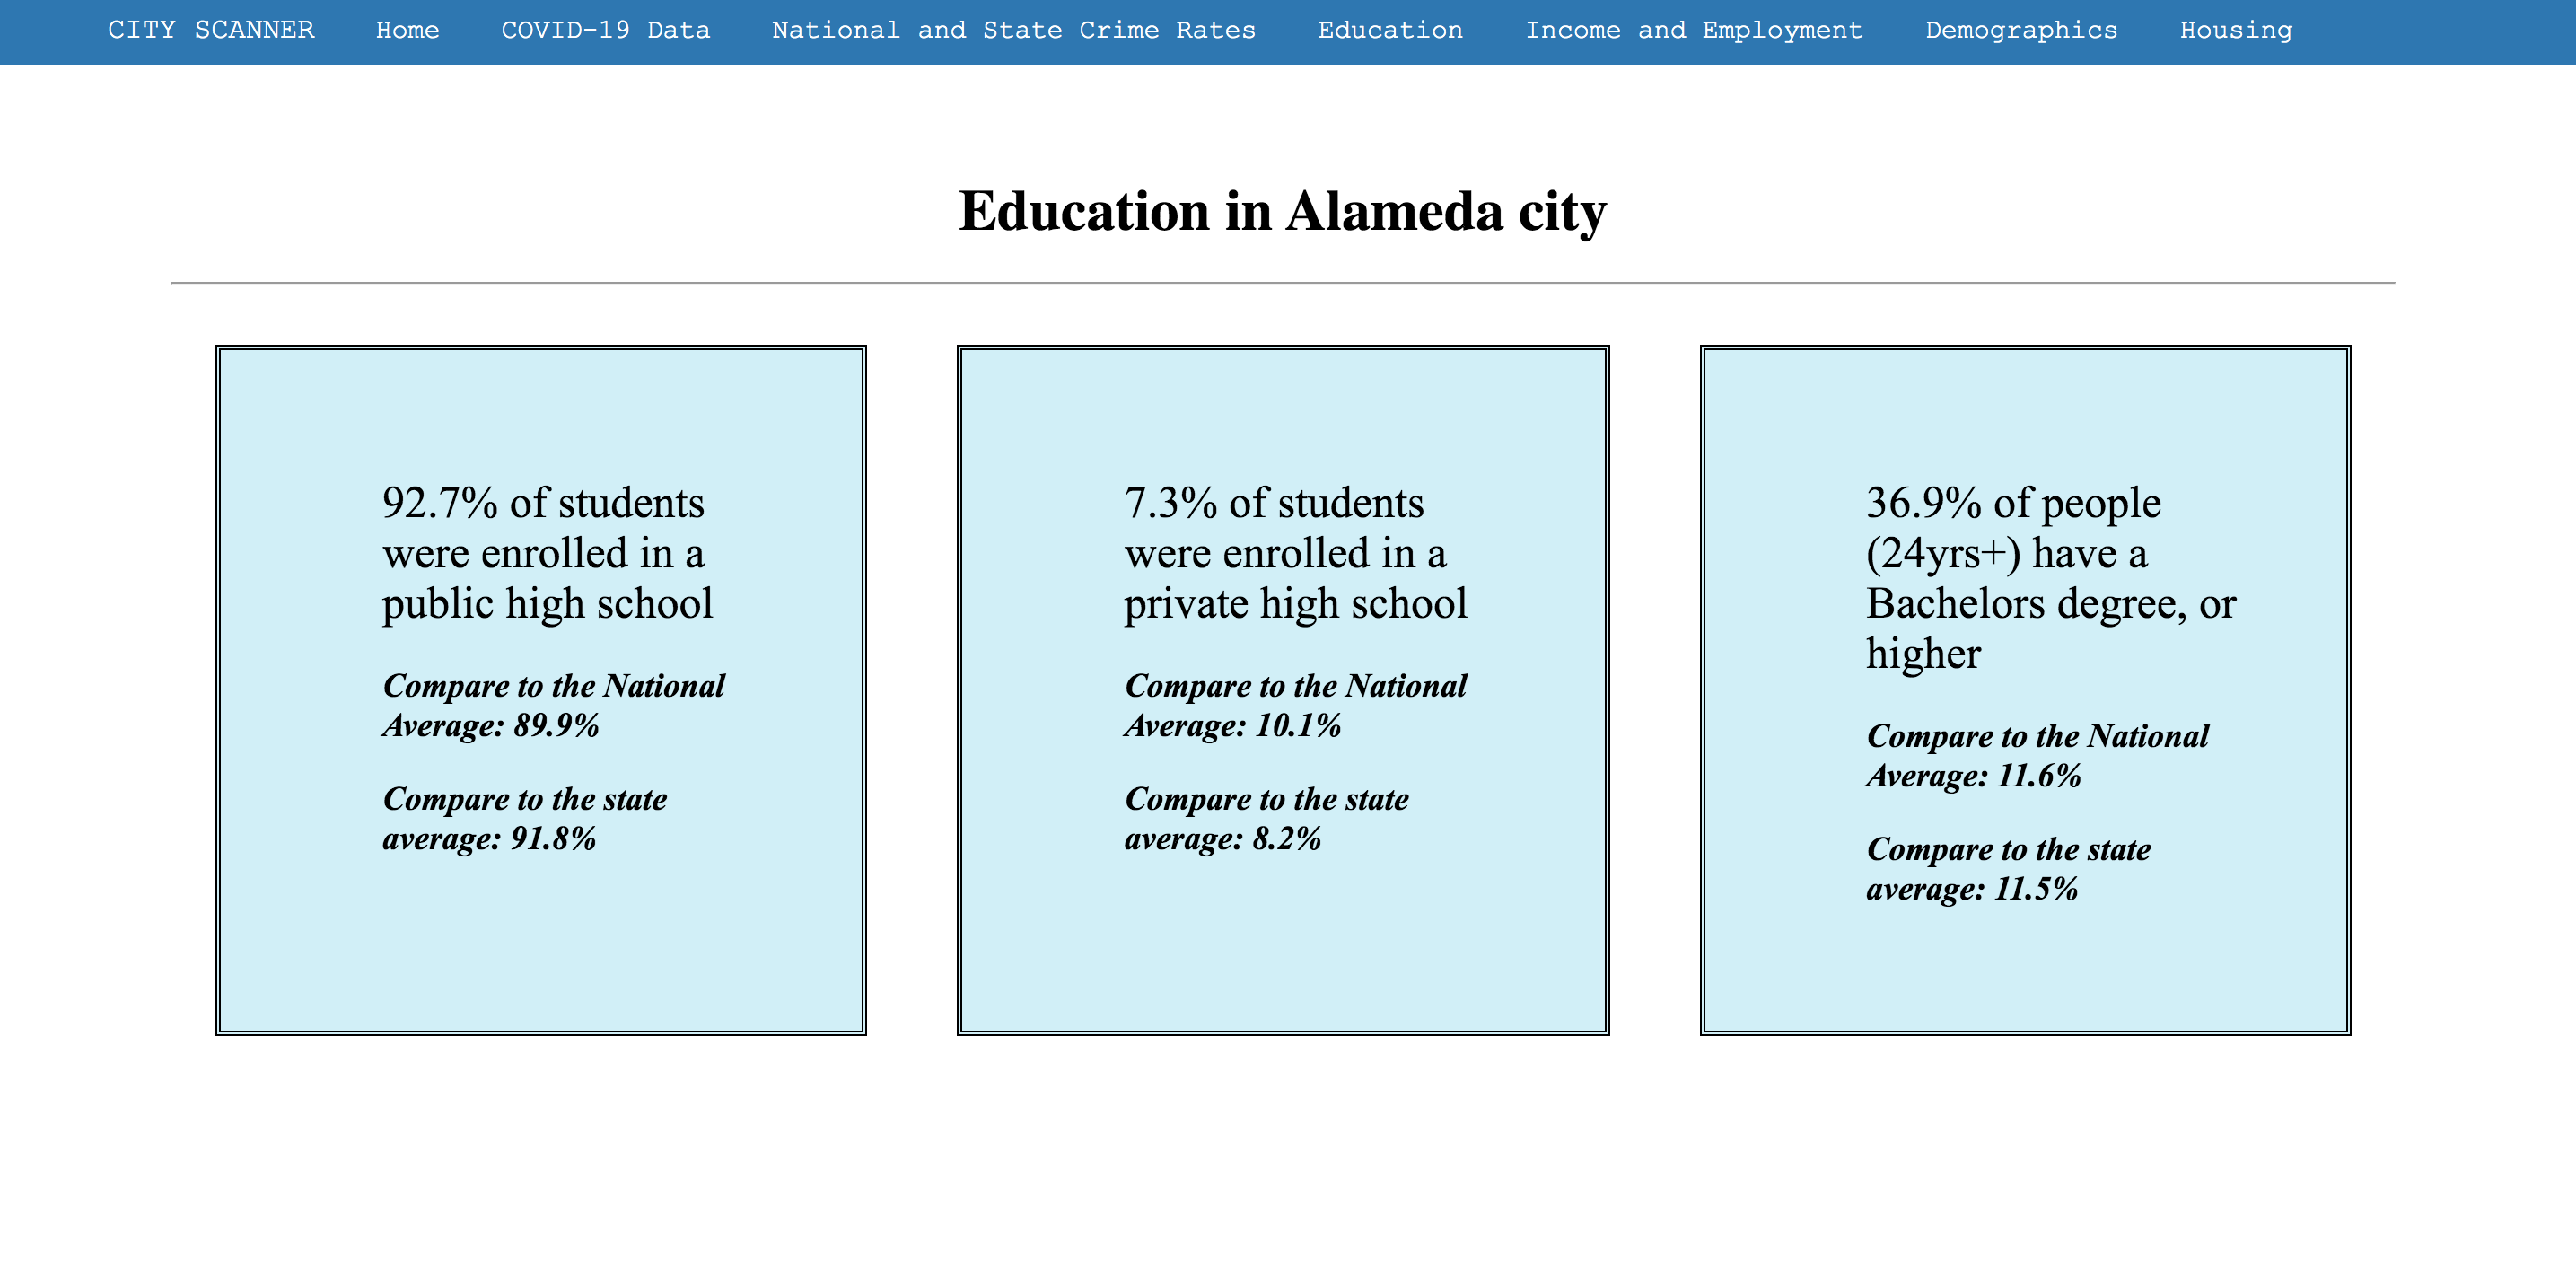 CITY SCANNER Home COVID-19 Data National and State Crime Rates Education Income and Employment Demographics Housing
Education in Alameda city
92.7% of students
were enrolled in a
public high school
Compare to the National
Average: 89.9%
Compare to the state
average: 91.8%
7.3% of students
were enrolled in a
private high school
Compare to the National
Average: 10.1%
Compare to the state
average: 8.2%
36.9% of people
(24yrs+) have a
Bachelors degree, or
higher
Compare to the National
Average: 11.6%
Compare to the state
average: 11.5%